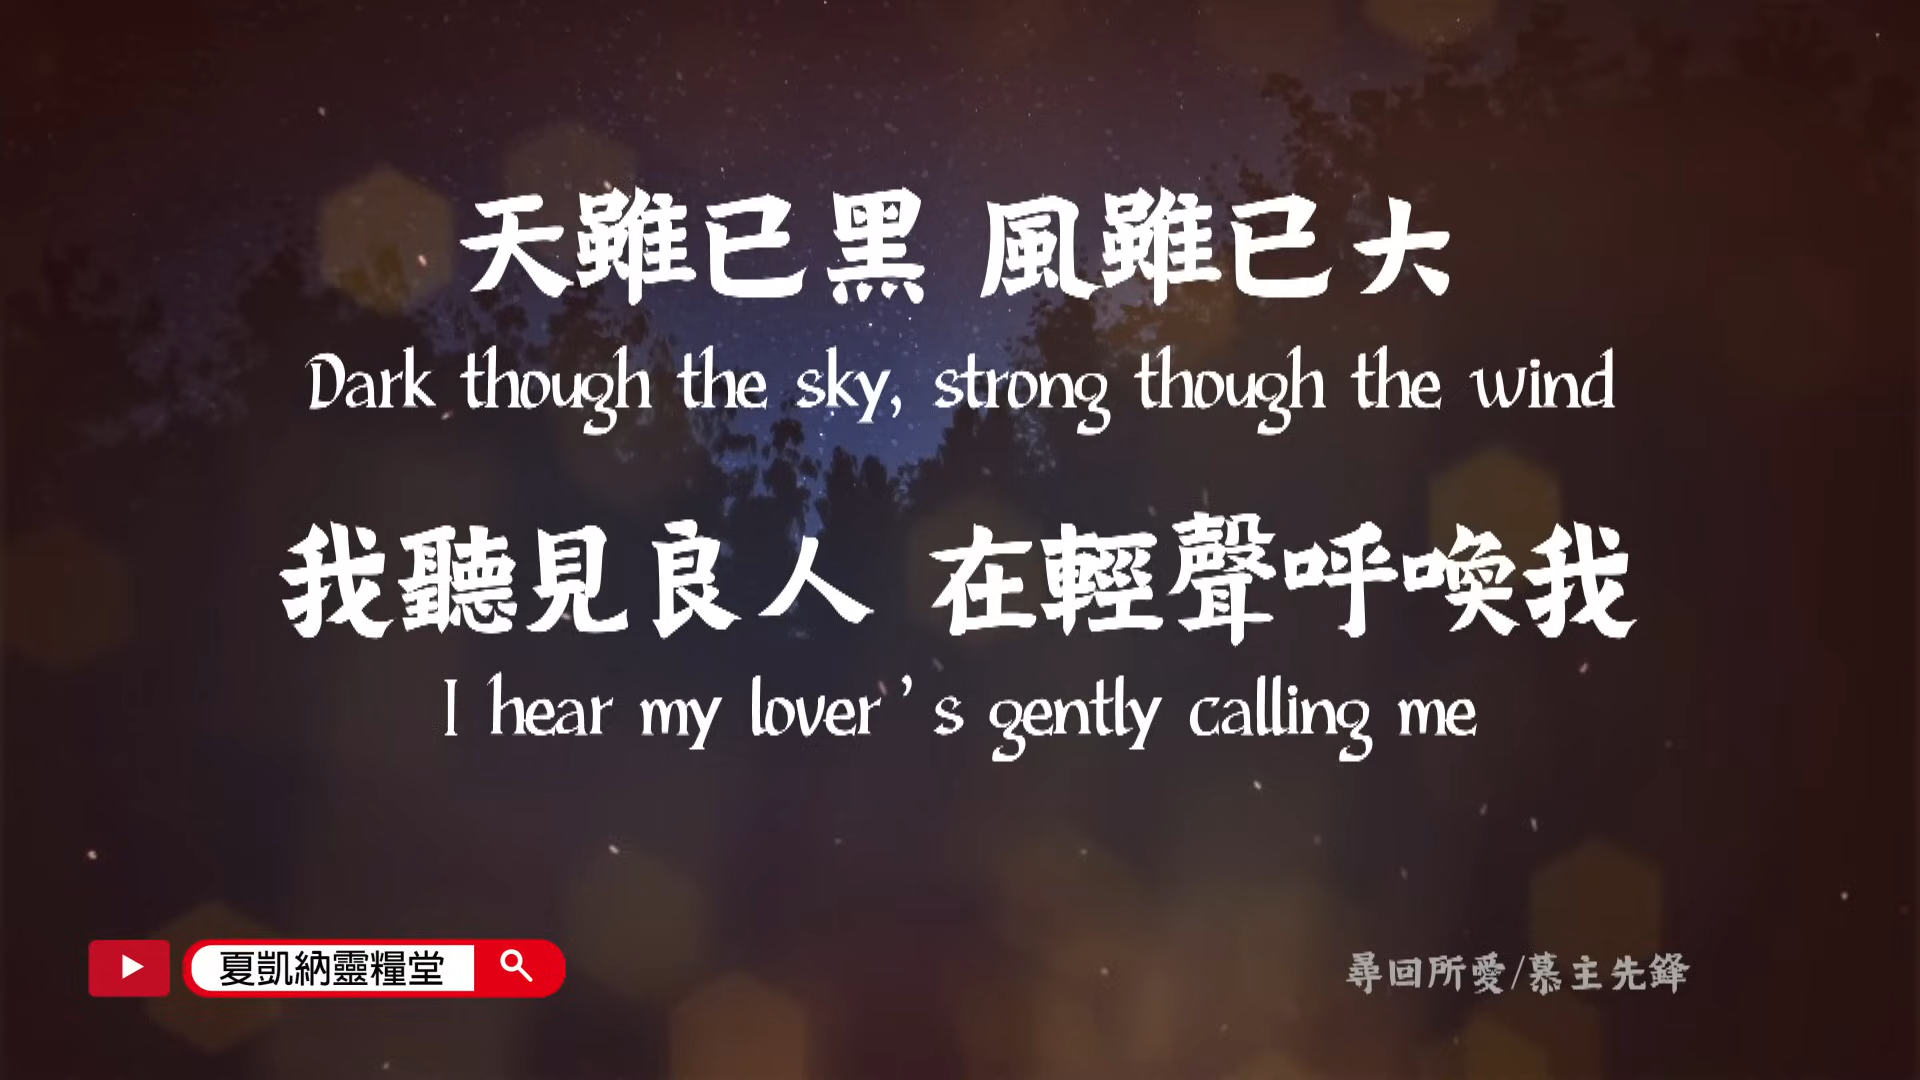 天雖已黑 風雖已大
Dark though the sky, strong though the wind
我聽見良人 在輕聲呼喚我
I hear my lover's gently calling me
夏凱納靈糧堂
尋回所愛/慕主先鋒